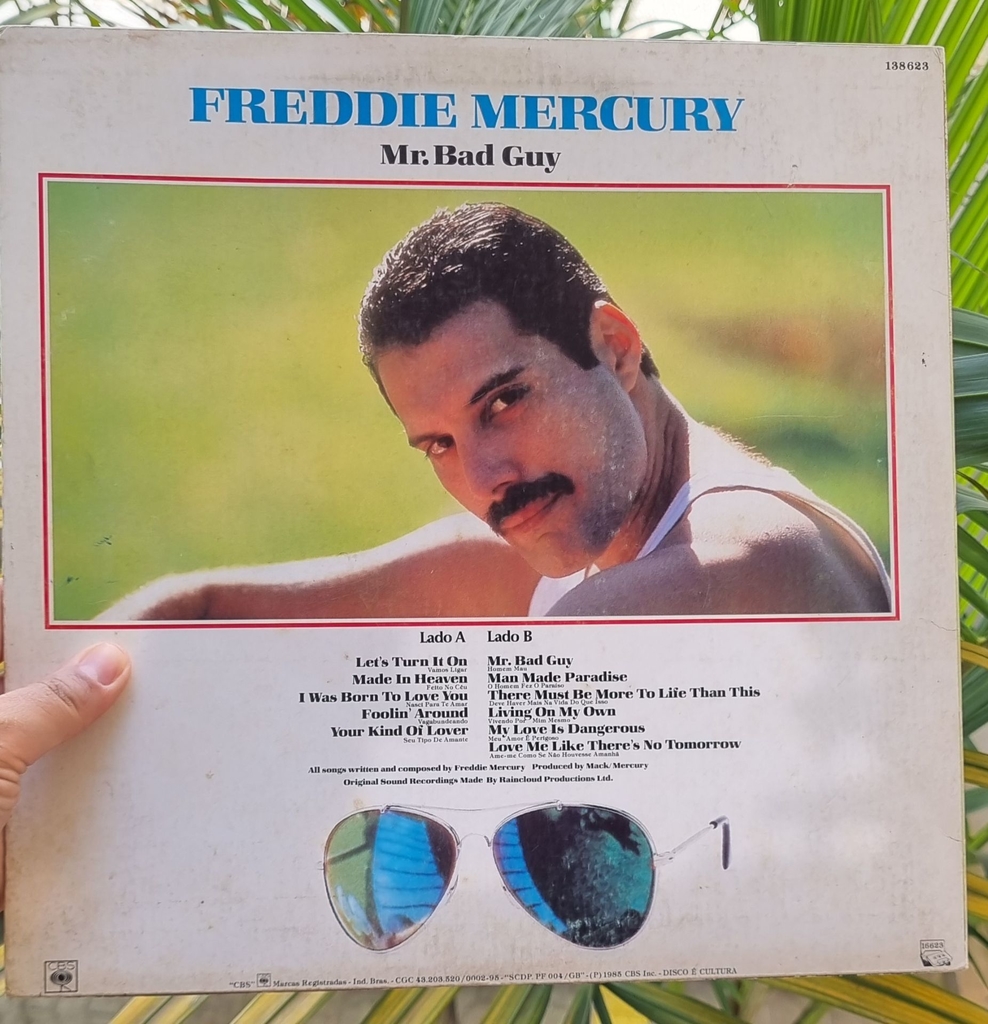 138623
FREDDIE MERCURY
Mr. Bad Guy
Lado A
Let's Turn It On
Vamos Ligar
Made In Heaven
Feito No Céu
I Was Born To Love You
Nasci Para Te Amar
Foolin' Around
Vagabundeando
Your Kind Of Lover
Seu Tipo De Amante
Lado B
Mr. Bad Guy
Homem Mau
Man Made Paradise
O Homem Fez O Paraíso
There Must Be More To Life Than This
Deve Haver Mais Na Vida Do Que Isso
Living On My Own
Vivendo Por Mim Mesmo
My Love Is Dangerous
Meu Amor É Perigoso
Love Me Like There's No Tomorrow
Ame-me Como Se Não Houvesse Amanhã
All songs written and composed by Freddie Mercury Produced by Mack/Mercury
Original Sound Recordings Made By Raincloud Productions Ltd.
CBS
"CBS" Marcas Registradas - Ind. Bras. - CGC 43.203.520/0002-98 - "SCDP. PF 004/GB" - (P) 1985 CBS Inc. - DISCO É CULTURA